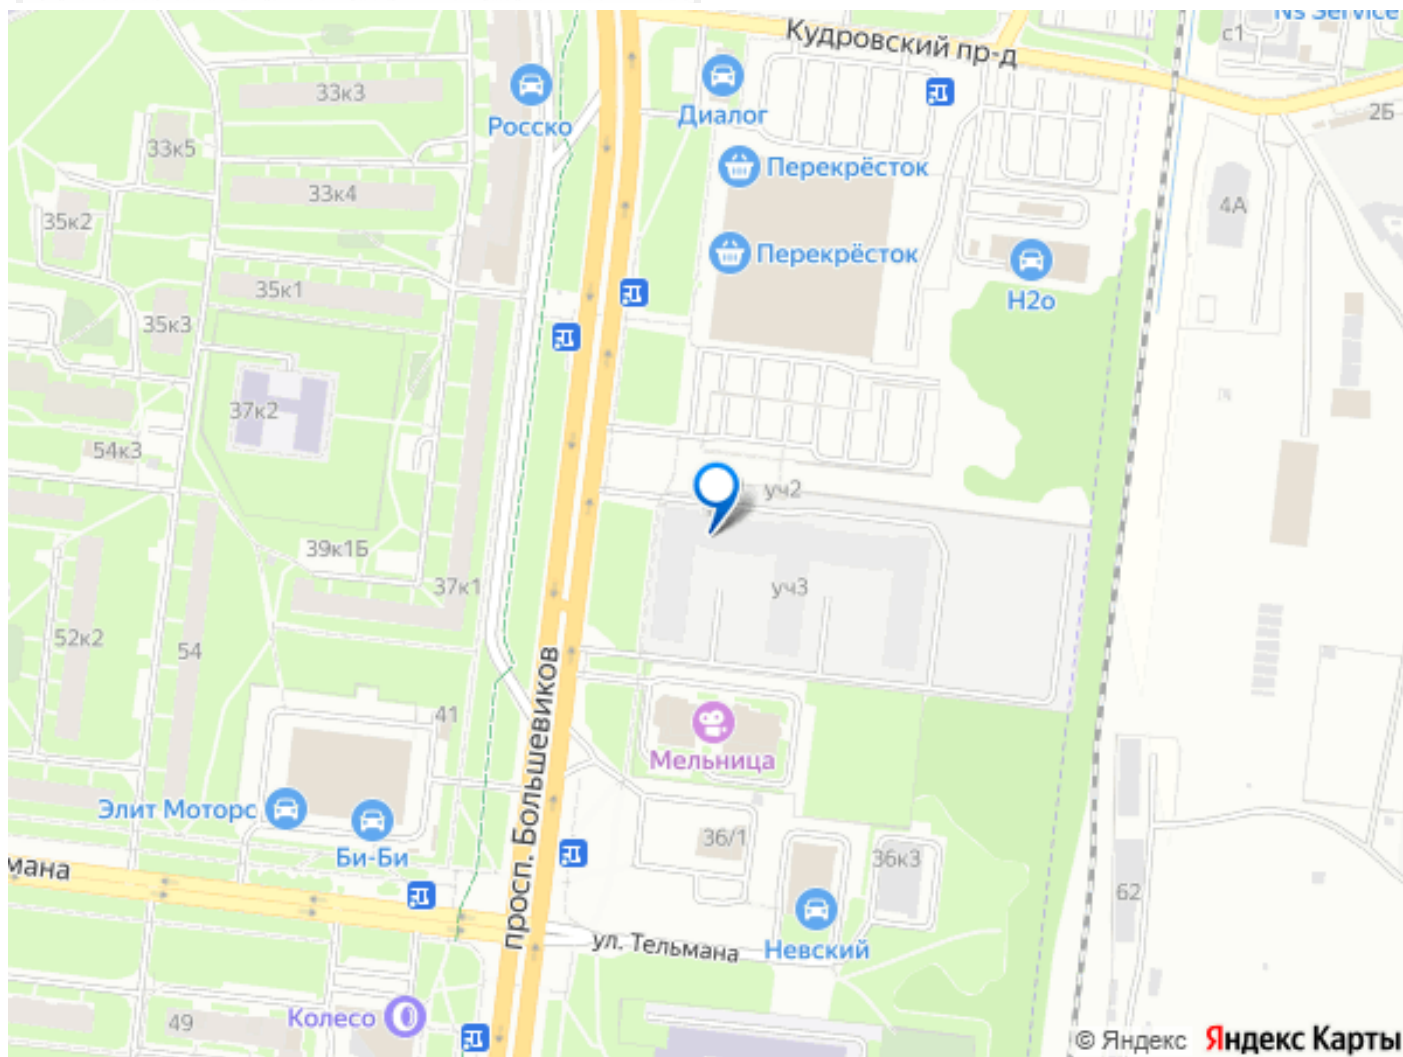 Ns Service
с1
Кудровский пр-д
33к3
Росско
Диалог
2Б
33к5
Перекрёсток
33к4
35к2
4А
Перекрёсток
35к1
Н2о
35к3
37к2
54к3
уч2
39к1Б
37к1
уч3
52к2
54
просп. Большевиков
41
Мельница
Элит Моторс
Би-Би
36/1
36к3
мана
62
ул. Тельмана
Невский
Колесо
49
© Яндекс Яндекс Карты